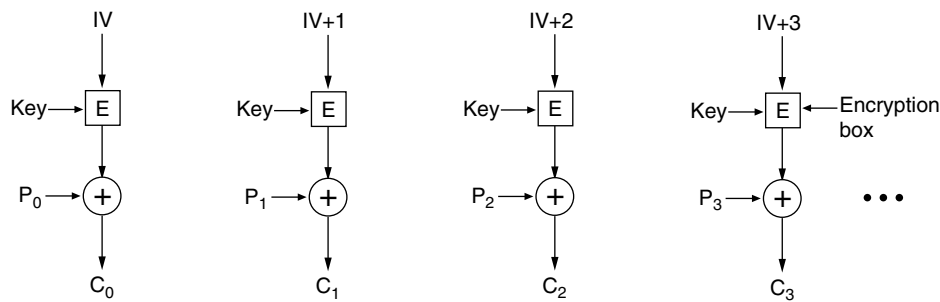 IV IV+1 IV+2 IV+3
Key E Key E Key E Key E Encryption
box
P0 + P1 + P2 + P3 + •••
C0 C1 C2 C3